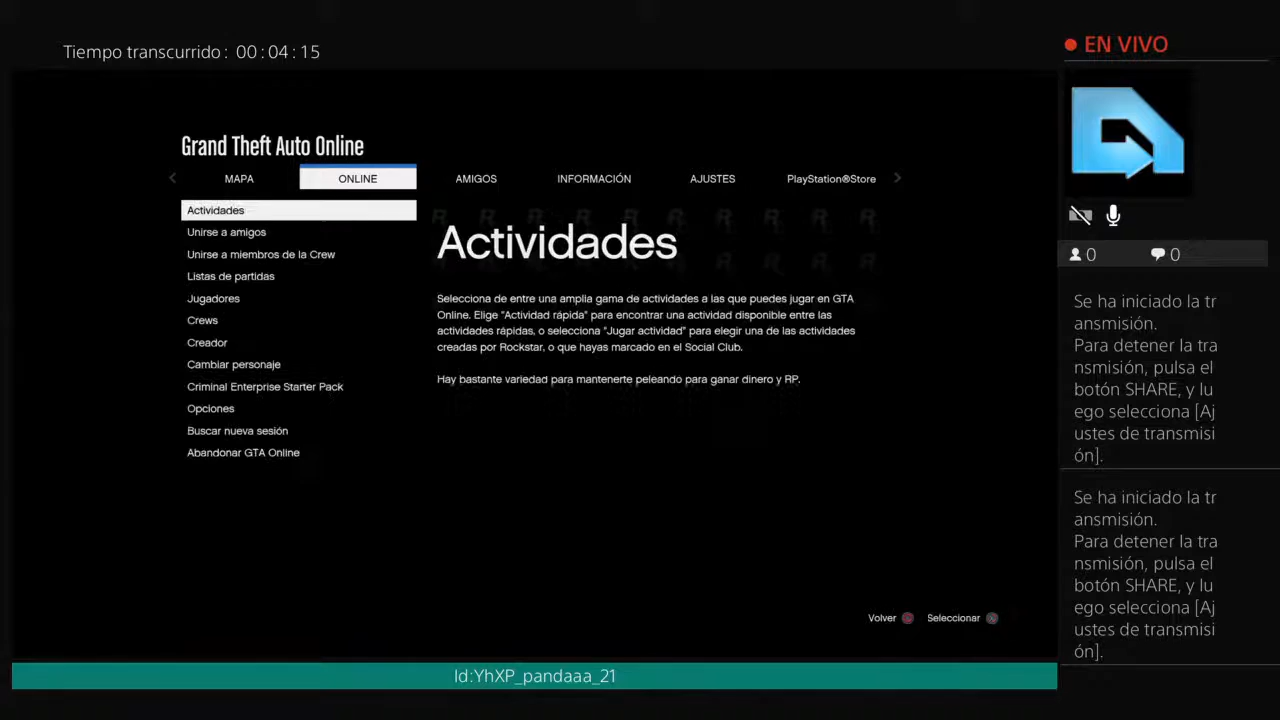 Tiempo transcurrido: 00:04:15
EN VIVO
Grand Theft Auto Online
MAPA
ONLINE
AMIGOS
INFORMACIÓN
AJUSTES
PlayStation®Store
Actividades
Unirse a amigos
Unirse a miembros de la Crew
Listas de partidas
Jugadores
Crews
Creador
Cambiar personaje
Criminal Enterprise Starter Pack
Opciones
Buscar nueva sesión
Abandonar GTA Online
Actividades
Selecciona de entre una amplia gama de actividades a las que puedes jugar en GTA
Online. Elige "Actividad rápida" para encontrar una actividad disponible entre las
actividades rápidas, o selecciona "Jugar actividad" para elegir una de las actividades
creadas por Rockstar, o que hayas marcado en el Social Club.
Hay bastante variedad para mantenerte peleando para ganar dinero y RP.
Volver
Seleccionar
0
0
Se ha iniciado la tr
ansmisión.
Para detener la tra
nsmisión, pulsa el
botón SHARE, y lu
ego selecciona [Aj
ustes de transmisi
ón].
Se ha iniciado la tr
ansmisión.
Para detener la tra
nsmisión, pulsa el
botón SHARE, y lu
ego selecciona [Aj
ustes de transmisi
ón].
Id:YhXP_pandaaa_21